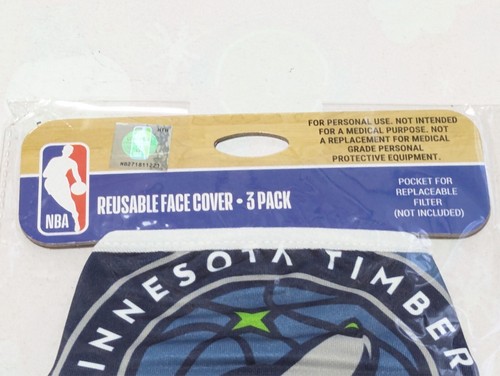 FOR PERSONAL USE. NOT INTENDED
FOR A MEDICAL PURPOSE. NOT
A REPLACEMENT FOR MEDICAL
GRADE PERSONAL
PROTECTIVE EQUIPMENT.
NBA
REUSABLE FACE COVER • 3 PACK
POCKET FOR
REPLACEABLE
FILTER
(NOT INCLUDED)
INNESOTA TIMBER